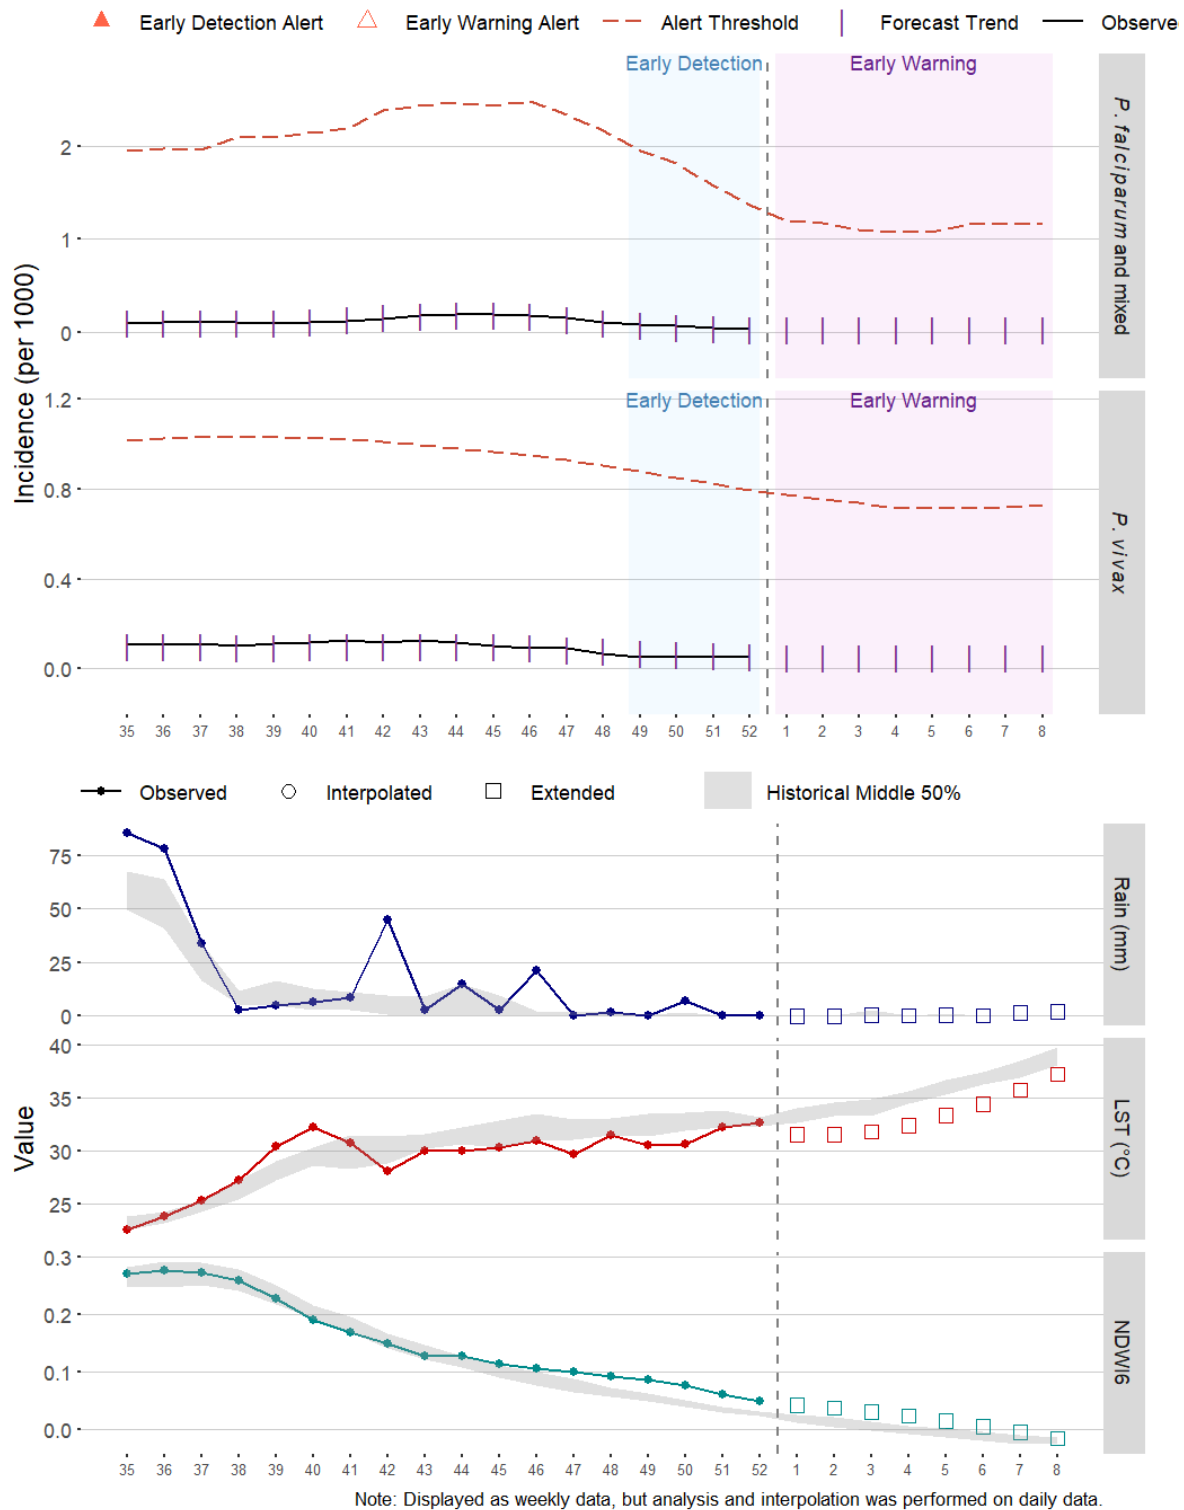 Early Detection Alert Early Warning Alert Alert Threshold Forecast Trend Observe
Early Detection Early Warning
2
1
0
P. falciparum and mixed
Incidence (per 1000)
Early Detection Early Warning
1.2
0.8
0.4
0.0
P. vivax
35 36 37 38 39 40 41 42 43 44 45 46 47 48 49 50 51 52 1 2 3 4 5 6 7 8
Observed Interpolated Extended Historical Middle 50%
75
50
25
0
Rain (mm)
Value
40
35
30
25
LST (°C)
0.3
0.2
0.1
0.0
NDWI6
35 36 37 38 39 40 41 42 43 44 45 46 47 48 49 50 51 52 1 2 3 4 5 6 7 8
Note: Displayed as weekly data, but analysis and interpolation was performed on daily data.